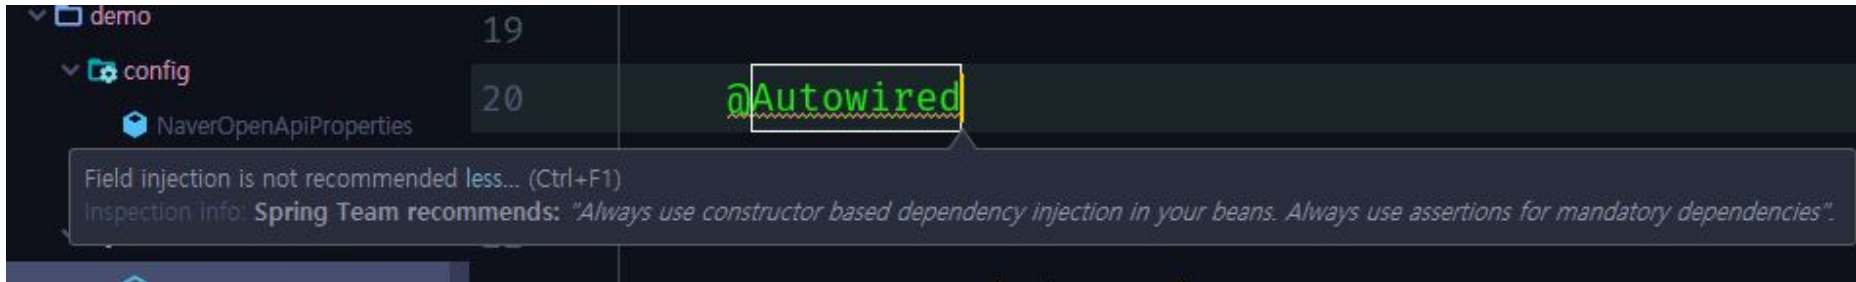 demo
19
config
20
@Autowired
NaverOpenApiProperties
Field injection is not recommended less... (Ctrl+F1)
Inspection info: Spring Team recommends: "Always use constructor based dependency injection in your beans. Always use assertions for mandatory dependencies".